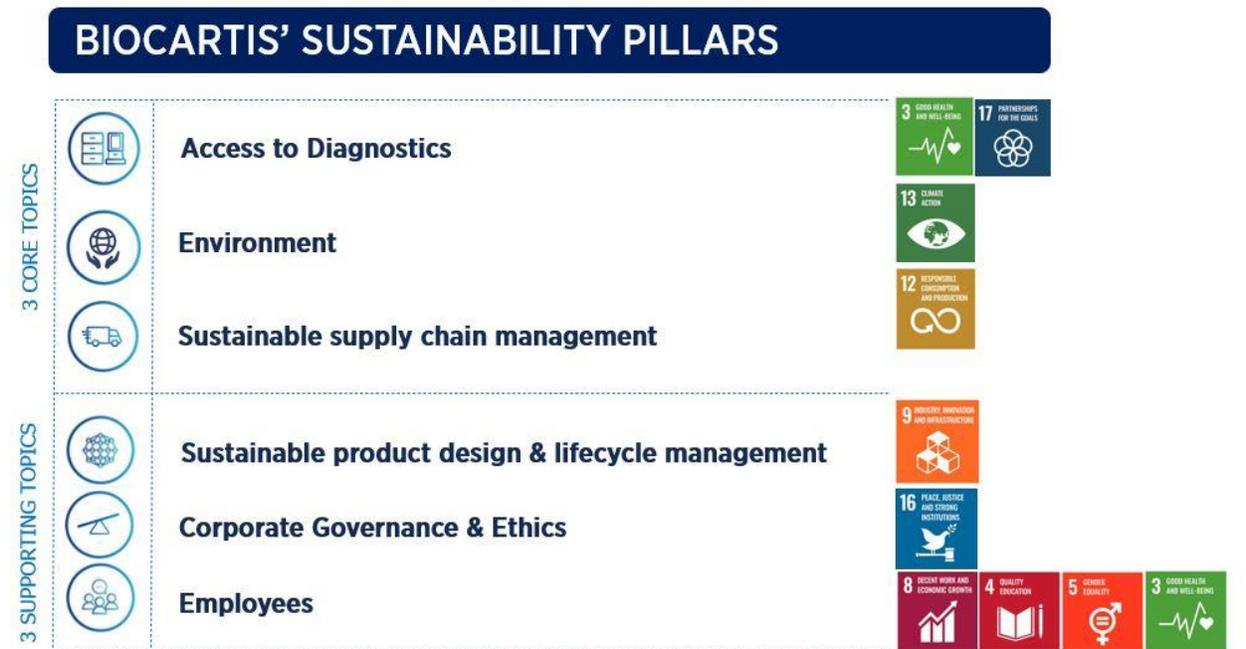 BIOCARTIS' SUSTAINABILITY PILLARS
3 CORE TOPICS
Access to Diagnostics
3 GOOD HEALTH
AND WELL-BEING
17 PARTNERSHIPS
FOR THE GOALS
Environment
13 CLIMATE
ACTION
Sustainable supply chain management
12 RESPONSIBLE
CONSUMPTION
AND PRODUCTION
3 SUPPORTING TOPICS
Sustainable product design & lifecycle management
9 INDUSTRY, INNOVATION
AND INFRASTRUCTURE
Corporate Governance & Ethics
16 PEACE, JUSTICE
AND STRONG
INSTITUTIONS
Employees
8 DECENT WORK AND
ECONOMIC GROWTH
4 QUALITY
EDUCATION
5 GENDER
EQUALITY
3 GOOD HEALTH
AND WELL-BEING